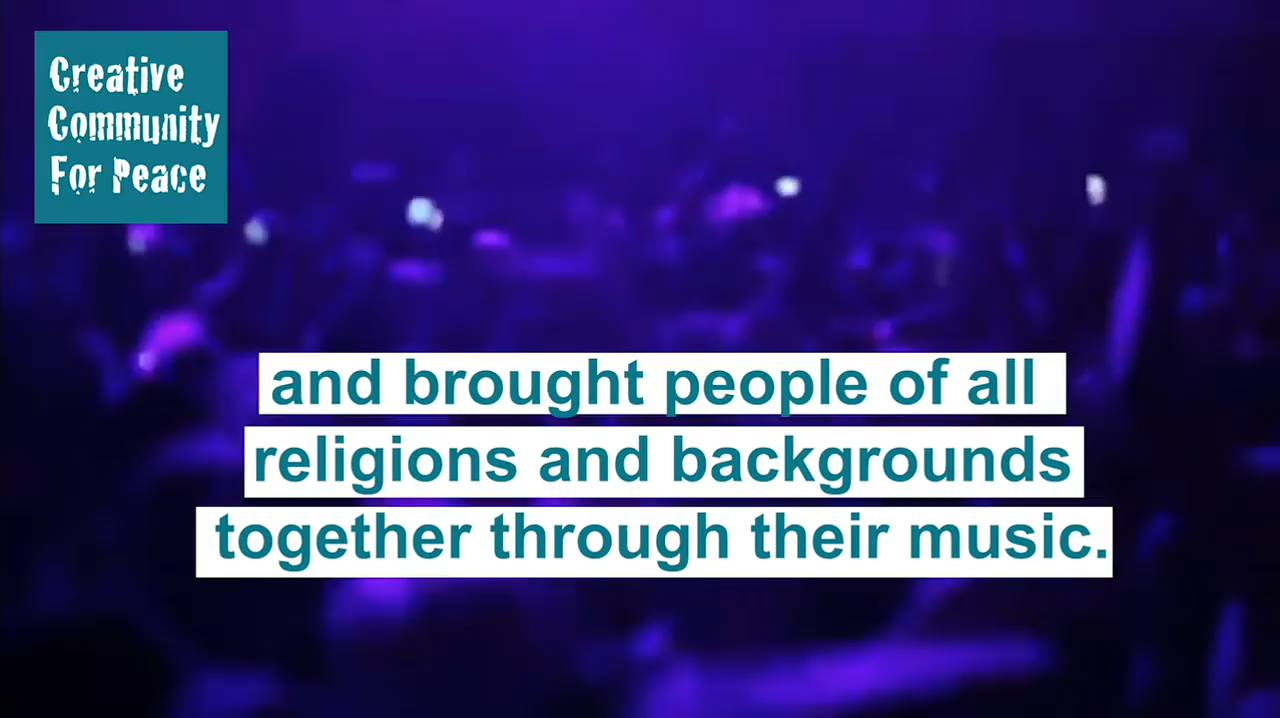 Creative
Community
For Peace
and brought people of all
religions and backgrounds
together through their music.